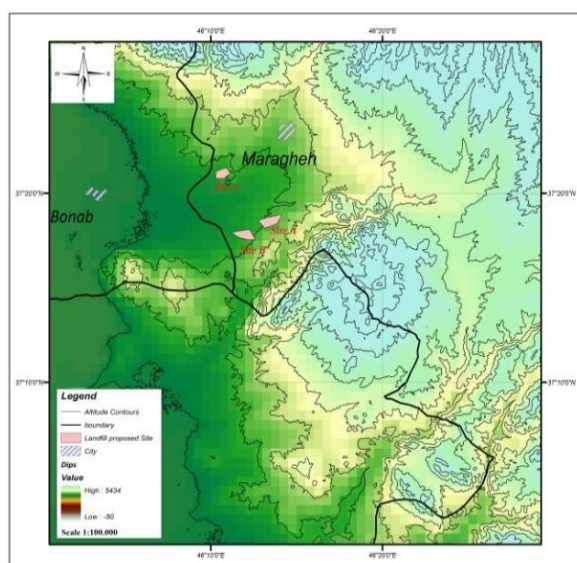 46°10'0"E 46°20'0"E
N
W E
S
Maragheh
37°20'0"N 37°20'0"N
Bonab
Site A
Site B
37°10'0"N 37°10'0"N
Legend
Attitude Contours
boundary
Landfill proposed Site
City
Dips
Value
High : 5434
Low : -50
Scale 1:100.000
46°10'0"E 46°20'0"E